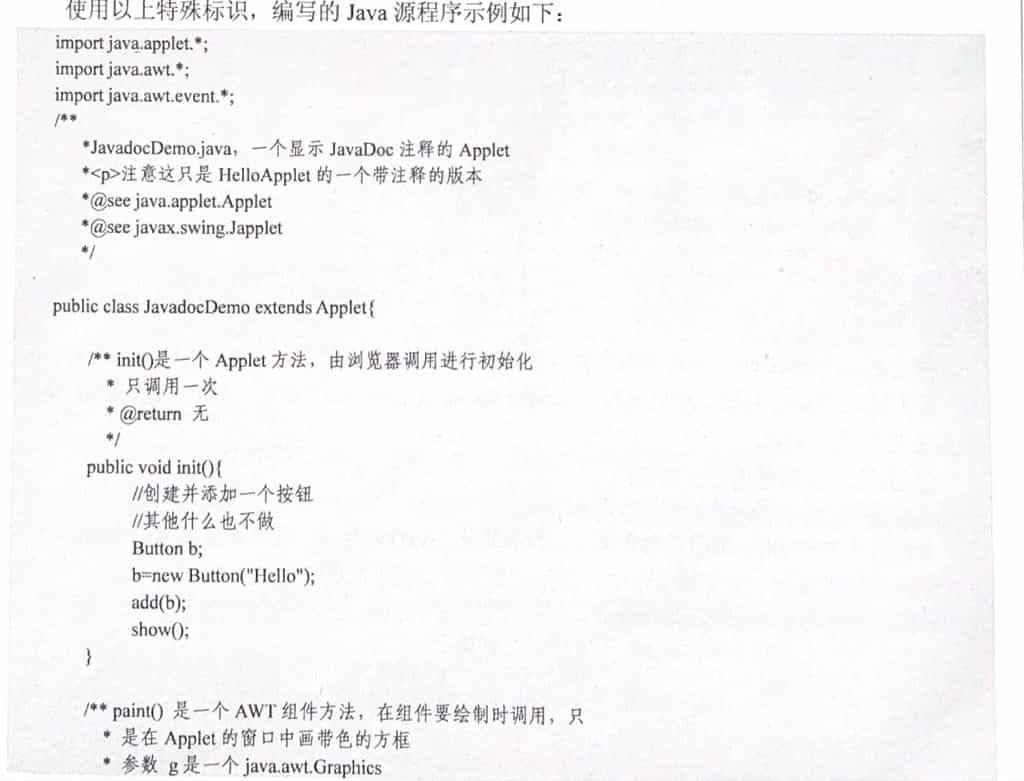 使用以上特殊标识，编写的 Java 源程序示例如下：
import java.applet.*;
import java.awt.*;
import java.awt.event.*;
/**
*JavadocDemo.java，一个显示 JavaDoc 注释的 Applet
*<p>注意这只是 HelloApplet 的一个带注释的版本
*@see java.applet.Applet
*@see javax.swing.Japplet
*/
public class JavadocDemo extends Applet{
/** init()是一个 Applet 方法，由浏览器调用进行初始化
* 只调用一次
* @return 无
*/
public void init(){
//创建并添加一个按钮
//其他什么也不做
Button b;
b=new Button("Hello");
add(b);
show();
}
/** paint() 是一个 AWT 组件方法，在组件要绘制时调用，只
* 是在 Applet 的窗口中画带色的方框
* 参数 g 是一个 java.awt.Graphics